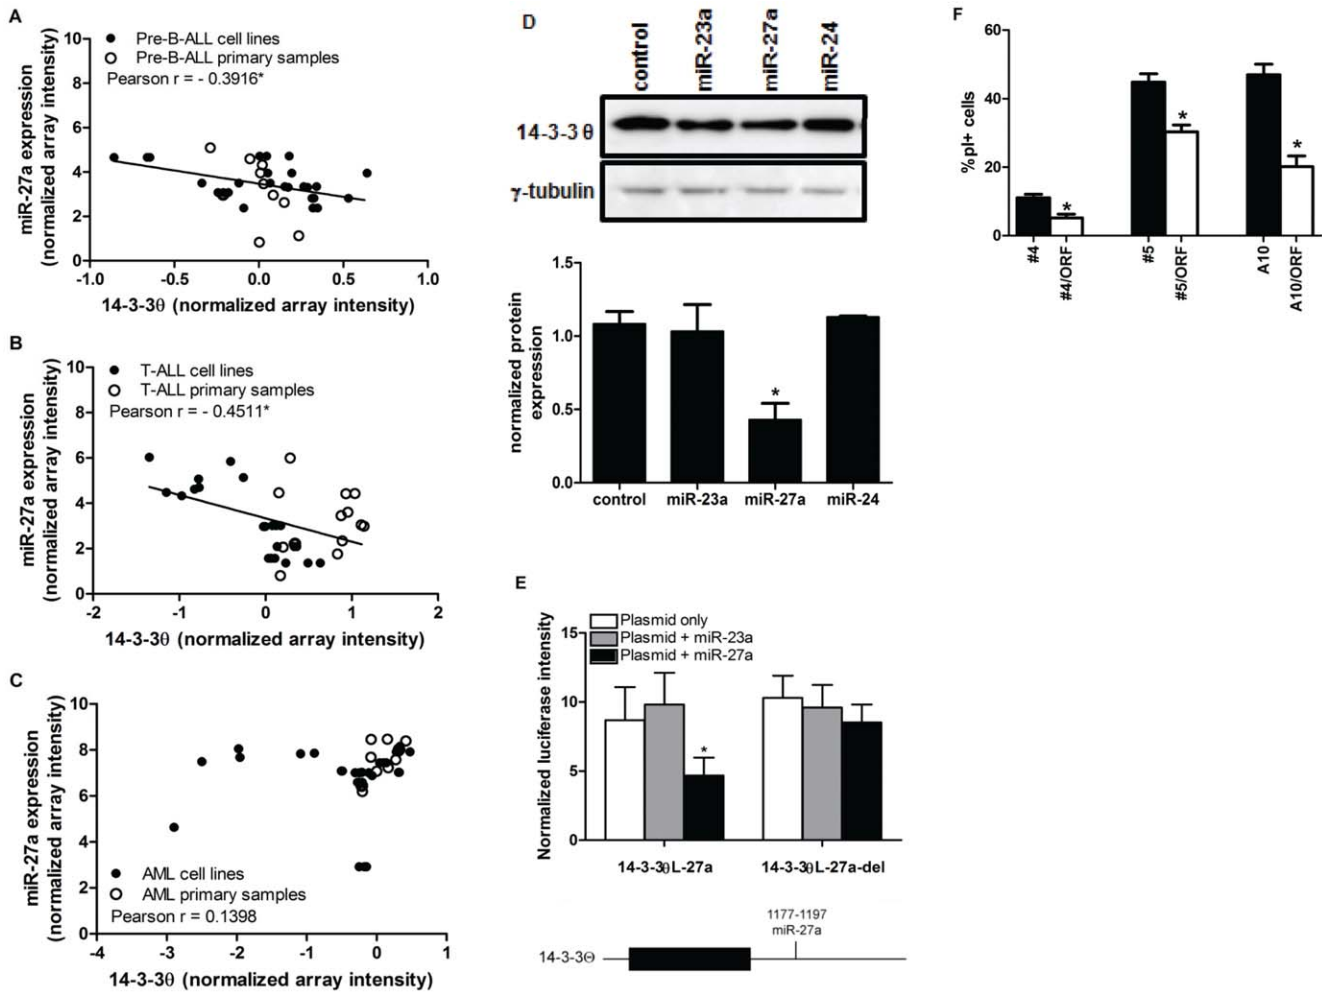 A
miR-27a expression
(normalized array intensity)
10
8
6
4
2
0
Pre-B-ALL cell lines
Pre-B-ALL primary samples
Pearson r = - 0.3916*
-1.0 -0.5 0.0 0.5 1.0
14-3-3θ (normalized array intensity)
B
miR-27a expression
(normalized array intensity)
10
8
6
4
2
0
T-ALL cell lines
T-ALL primary samples
Pearson r = - 0.4511*
-2 -1 0 1 2
14-3-3θ (normalized array intensity)
C
miR-27a expression
(normalized array intensity)
10
8
6
4
2
0
AML cell lines
AML primary samples
Pearson r = 0.1398
-4 -3 -2 -1 0 1
14-3-3θ (normalized array intensity)
D
control
miR-23a
miR-27a
miR-24
14-3-3 θ
γ-tubulin
normalized protein
expression
1.5
1.0
0.5
0.0
*
control miR-23a miR-27a miR-24
E
Normalized luciferase intensity
15
10
5
0
Plasmid only
Plasmid + miR-23a
Plasmid + miR-27a
*
14-3-3θL-27a 14-3-3θL-27a-del
1177-1197
miR-27a
14-3-3Θ
F
%pI+ cells
60
40
20
0
*
*
*
#4
#4/ORF
#5
#5/ORF
A10
A10/ORF